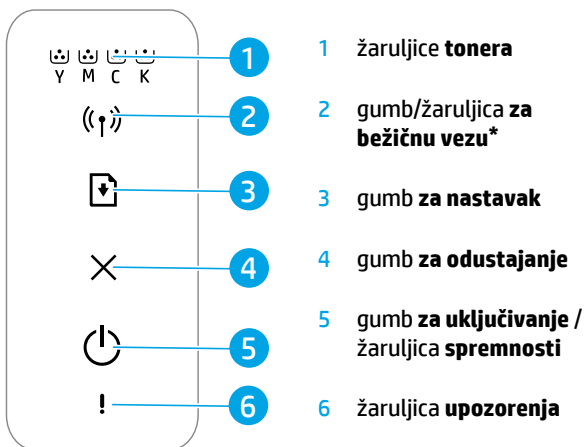 Y M C K
1
2
3
4
5
6
1 žaruljice tonera
2 gumb/žaruljica za
bežičnu vezu*
3 gumb za nastavak
4 gumb za odustajanje
5 gumb za uključivanje /
žaruljica spremnosti
6 žaruljica upozorenja